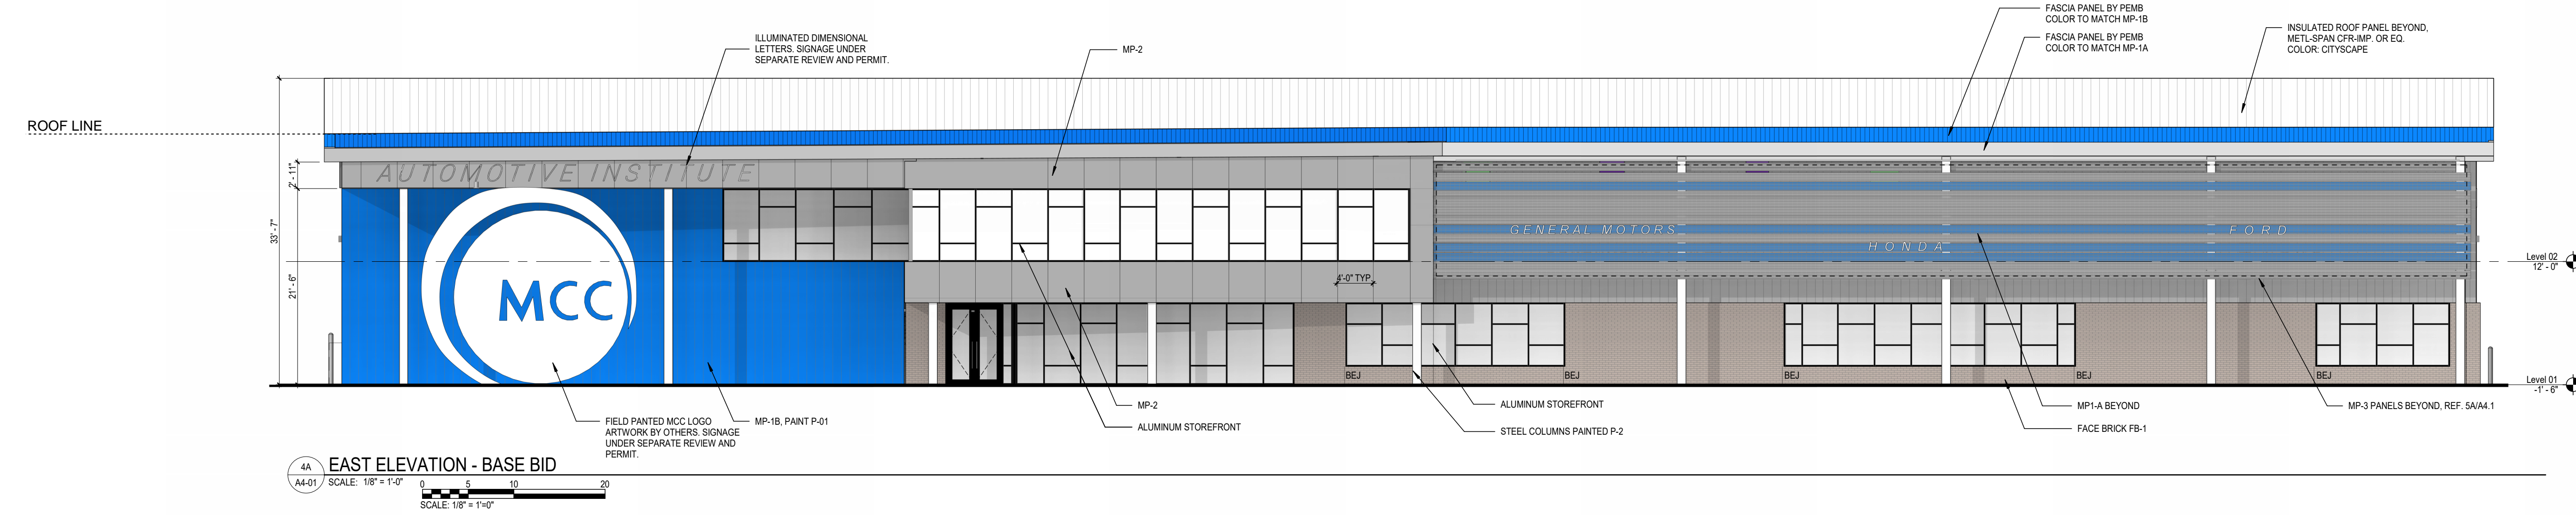 FASCIA PANEL BY PEMB
COLOR TO MATCH MP-1B
INSULATED ROOF PANEL BEYOND,
METL-SPAN CFR-IMP. OR EQ.
COLOR: CITYSCAPE
FASCIA PANEL BY PEMB
COLOR TO MATCH MP-1A
ILLUMINATED DIMENSIONAL
LETTERS. SIGNAGE UNDER
SEPARATE REVIEW AND PERMIT.
MP-2
ROOF LINE
2' - 11"
AUTOMOTIVE INSTITUTE
33' - 7"
21' - 6"
GENERAL MOTORS
HONDA
FORD
MCC
4'-0" TYP.
Level 02
12' - 0"
BEJ
BEJ
BEJ
BEJ
BEJ
Level 01
-1' - 6"
MP-2
ALUMINUM STOREFRONT
ALUMINUM STOREFRONT
STEEL COLUMNS PAINTED P-2
MP1-A BEYOND
FACE BRICK FB-1
MP-3 PANELS BEYOND, REF. 5A/A4.1
FIELD PANTED MCC LOGO
ARTWORK BY OTHERS. SIGNAGE
UNDER SEPARATE REVIEW AND
PERMIT.
MP-1B, PAINT P-01
4A
A4-01
EAST ELEVATION - BASE BID
SCALE: 1/8" = 1'-0"
0 5 10 20
SCALE: 1/8" = 1'=0"